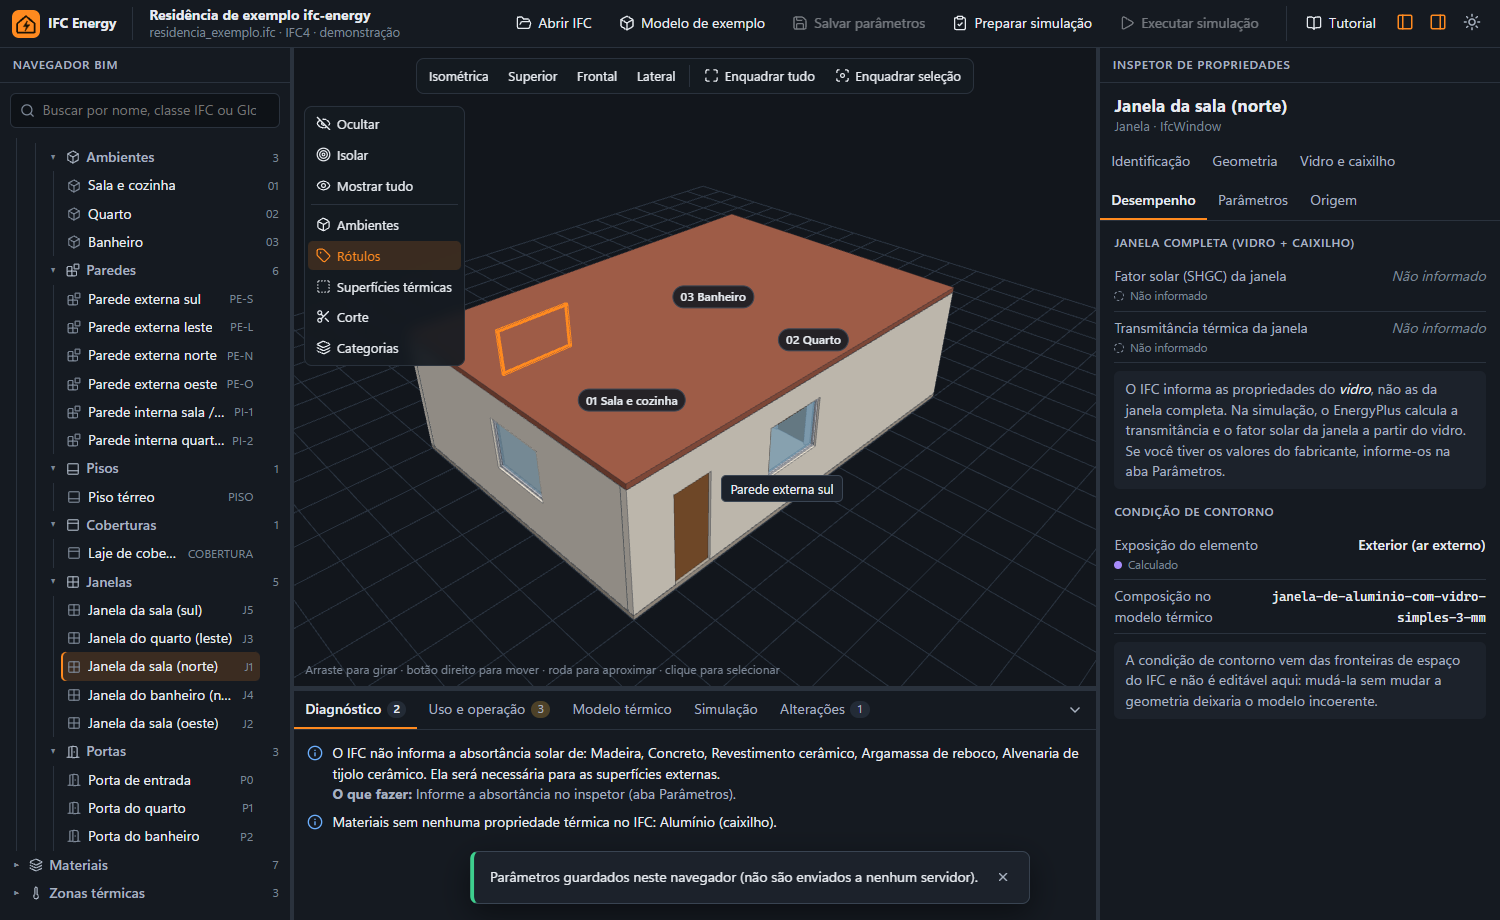 IFC Energy
Residência de exemplo ifc-energy
residencia_exemplo.ifc · IFC4 · demonstração
Abrir IFC
Modelo de exemplo
Salvar parâmetros
Preparar simulação
Executar simulação
Tutorial
NAVEGADOR BIM
Buscar por nome, classe IFC ou Glc
Ambientes 3
Sala e cozinha 01
Quarto 02
Banheiro 03
Paredes 6
Parede externa sul PE-S
Parede externa leste PE-L
Parede externa norte PE-N
Parede externa oeste PE-O
Parede interna sala /... PI-1
Parede interna quart... PI-2
Pisos 1
Piso térreo PISO
Coberturas 1
Laje de cobe... COBERTURA
Janelas 5
Janela da sala (sul) J5
Janela do quarto (leste) J3
Janela da sala (norte) J1
Janela do banheiro (n... J4
Janela da sala (oeste) J2
Portas 3
Porta de entrada P0
Porta do quarto P1
Porta do banheiro P2
Materiais 7
Zonas térmicas 3
Isométrica
Superior
Frontal
Lateral
Enquadrar tudo
Enquadrar seleção
Ocultar
Isolar
Mostrar tudo
Ambientes
Rótulos
Superfícies térmicas
Corte
Categorias
03 Banheiro
02 Quarto
01 Sala e cozinha
Parede externa sul
Arraste para girar · botão direito para mover · roda para aproximar · clique para selecionar
Diagnóstico 2
Uso e operação 3
Modelo térmico
Simulação
Alterações 1
O IFC não informa a absortância solar de: Madeira, Concreto, Revestimento cerâmico, Argamassa de reboco, Alvenaria de
tijolo cerâmico. Ela será necessária para as superfícies externas.
O que fazer: Informe a absortância no inspetor (aba Parâmetros).
Materiais sem nenhuma propriedade térmica no IFC: Alumínio (caixilho).
Parâmetros guardados neste navegador (não são enviados a nenhum servidor).
INSPETOR DE PROPRIEDADES
Janela da sala (norte)
Janela · IfcWindow
Identificação
Geometria
Vidro e caixilho
Desempenho
Parâmetros
Origem
JANELA COMPLETA (VIDRO + CAIXILHO)
Fator solar (SHGC) da janela Não informado
Não informado
Transmitância térmica da janela Não informado
Não informado
O IFC informa as propriedades do vidro, não as da
janela completa. Na simulação, o EnergyPlus calcula a
transmitância e o fator solar da janela a partir do vidro.
Se você tiver os valores do fabricante, informe-os na
aba Parâmetros.
CONDIÇÃO DE CONTORNO
Exposição do elemento Exterior (ar externo)
Calculado
Composição no janela-de-aluminio-com-vidro-
modelo térmico simples-3-mm
A condição de contorno vem das fronteiras de espaço
do IFC e não é editável aqui: mudá-la sem mudar a
geometria deixaria o modelo incoerente.